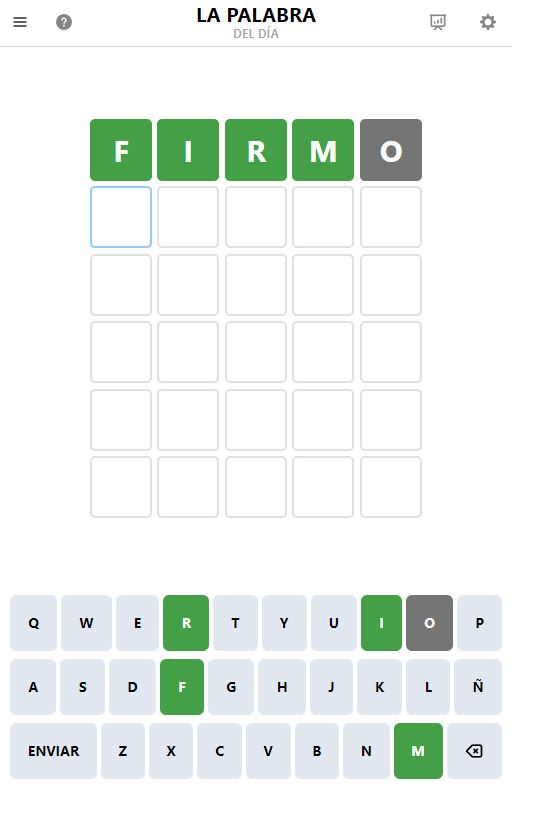 LA PALABRA
DEL DÍA
F I R M O
Q W E R T Y U I O P
A S D F G H J K L Ñ
ENVIAR Z X C V B N M